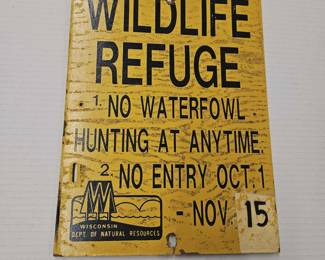 WILDLIFE
REFUGE
1. NO WATERFOWL
HUNTING AT ANYTIME.
2. NO ENTRY OCT. 1
- NOV. 15
WISCONSIN
DEPT. OF NATURAL RESOURCES